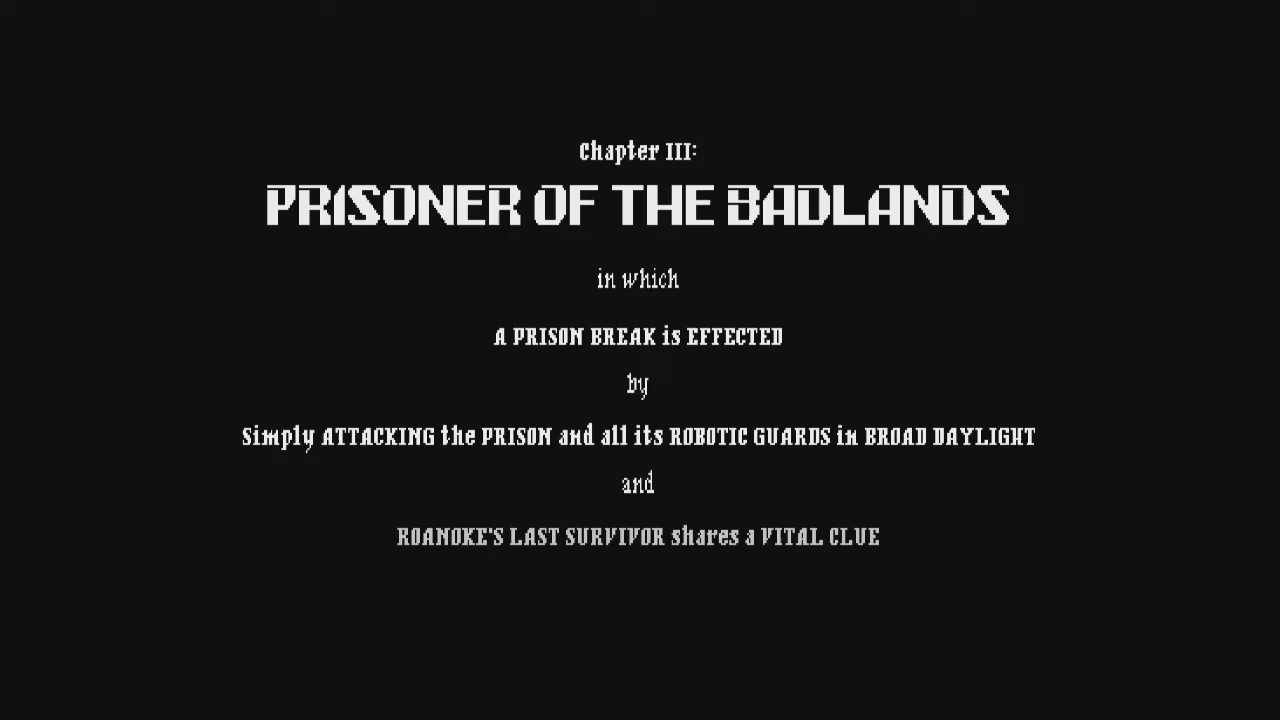 Chapter III:
PRISONER OF THE BADLANDS
in which
A PRISON BREAK is EFFECTED
by
Simply ATTACKING the PRISON and all its ROBOTIC GUARDS in BROAD DAYLIGHT
and
ROANOKE'S LAST SURVIVOR shares a VITAL CLUE